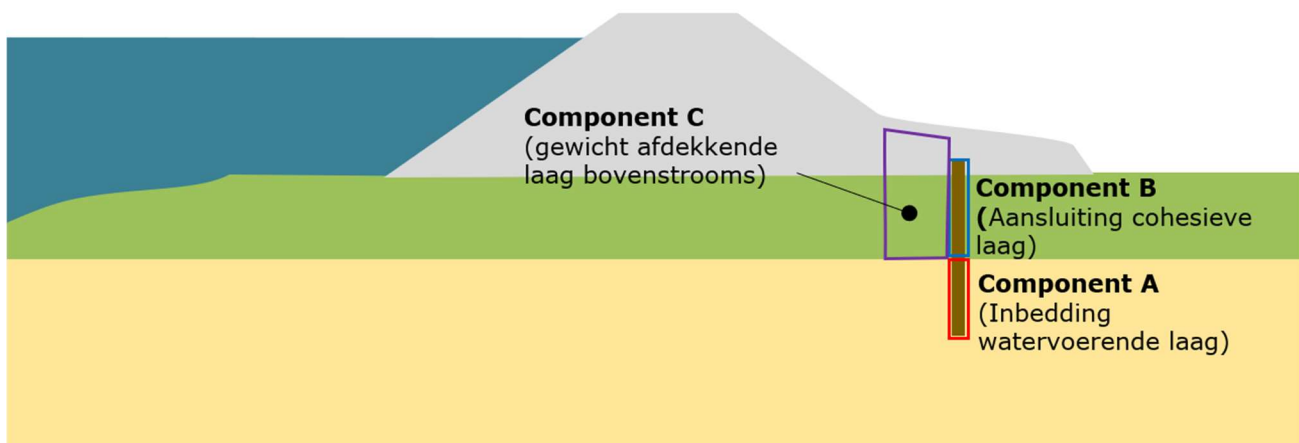 Component C
(gewicht afdekkende
laag bovenstrooms)
Component B
(Aansluiting cohesieve
laag)
Component A
(Inbedding
watervoerende laag)